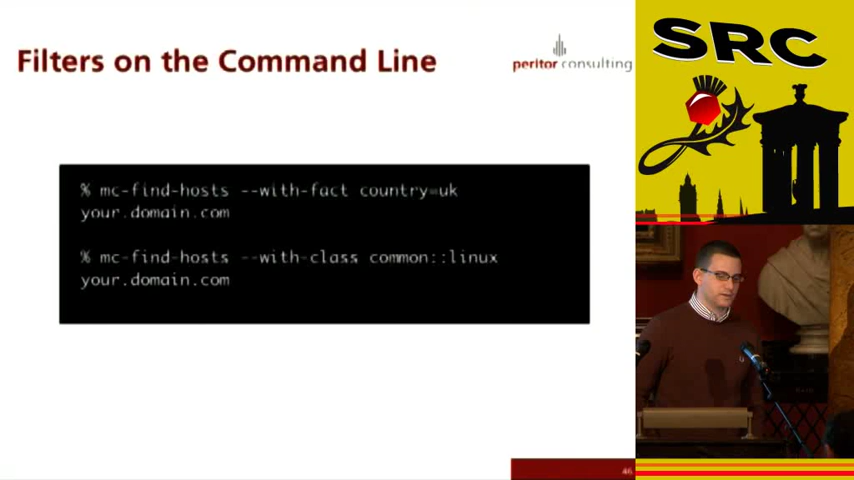 Filters on the Command Line
peritor consulting
% mc-find-hosts --with-fact country=uk
your.domain.com
% mc-find-hosts --with-class common::linux
your.domain.com
46
SRC